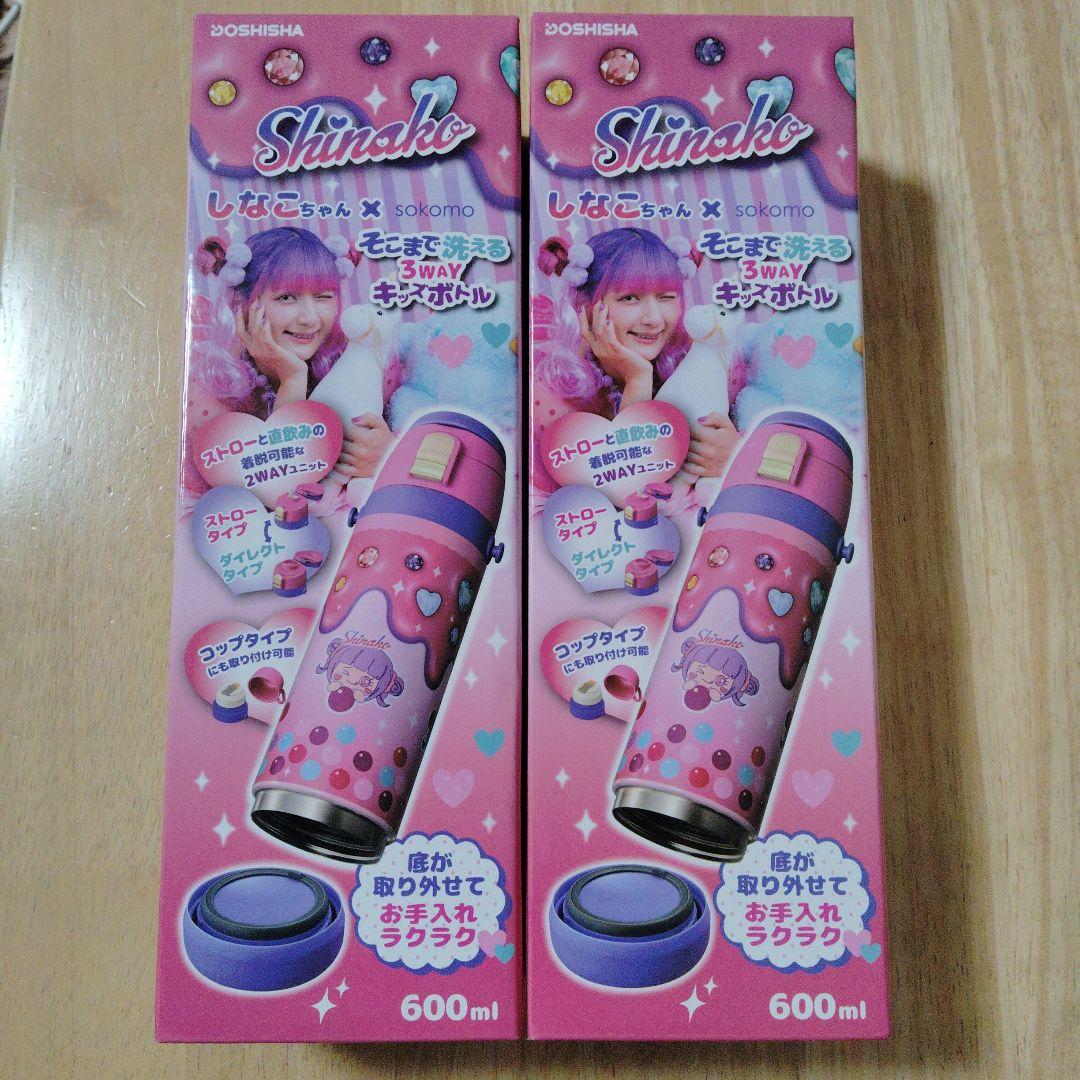 DOSHISHA
Shinako
しなこちゃん × sokomo
そこまで洗える
3WAY
キッズボトル
ストローと直飲みの
着脱可能な
2WAYユニット
ストロー
タイプ
ダイレクト
タイプ
コップタイプ
にも取り付け可能
Shinako
底が
取り外せて
お手入れ
ラクラク
600ml
DOSHISHA
Shinako
しなこちゃん × sokomo
そこまで洗える
3WAY
キッズボトル
ストローと直飲みの
着脱可能な
2WAYユニット
ストロー
タイプ
ダイレクト
タイプ
コップタイプ
にも取り付け可能
Shinako
底が
取り外せて
お手入れ
ラクラク
600ml